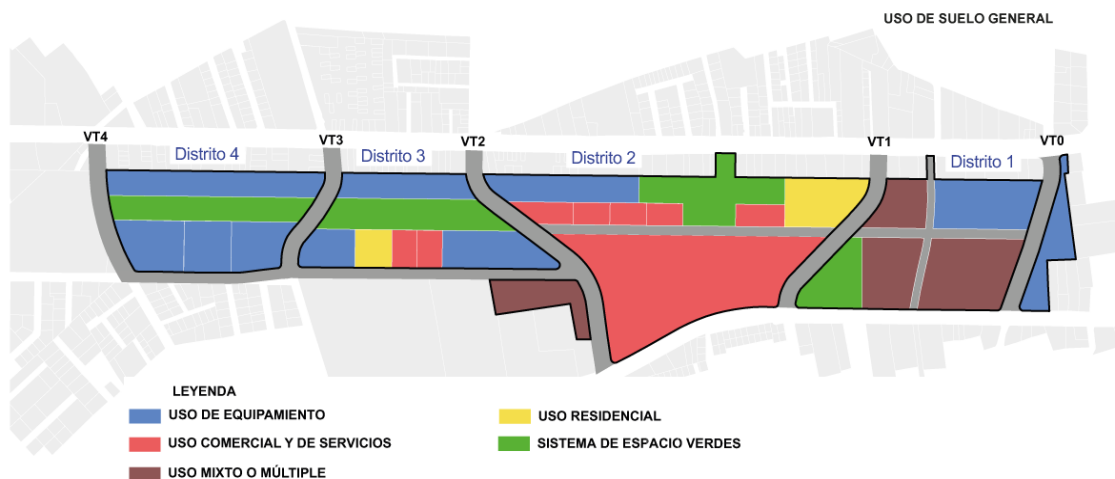 USO DE SUELO GENERAL
VT4
VT3
VT2
VT1
VT0
Distrito 4
Distrito 3
Distrito 2
Distrito 1
LEYENDA
USO DE EQUIPAMIENTO
USO COMERCIAL Y DE SERVICIOS
USO MIXTO O MÚLTIPLE
USO RESIDENCIAL
SISTEMA DE ESPACIO VERDES